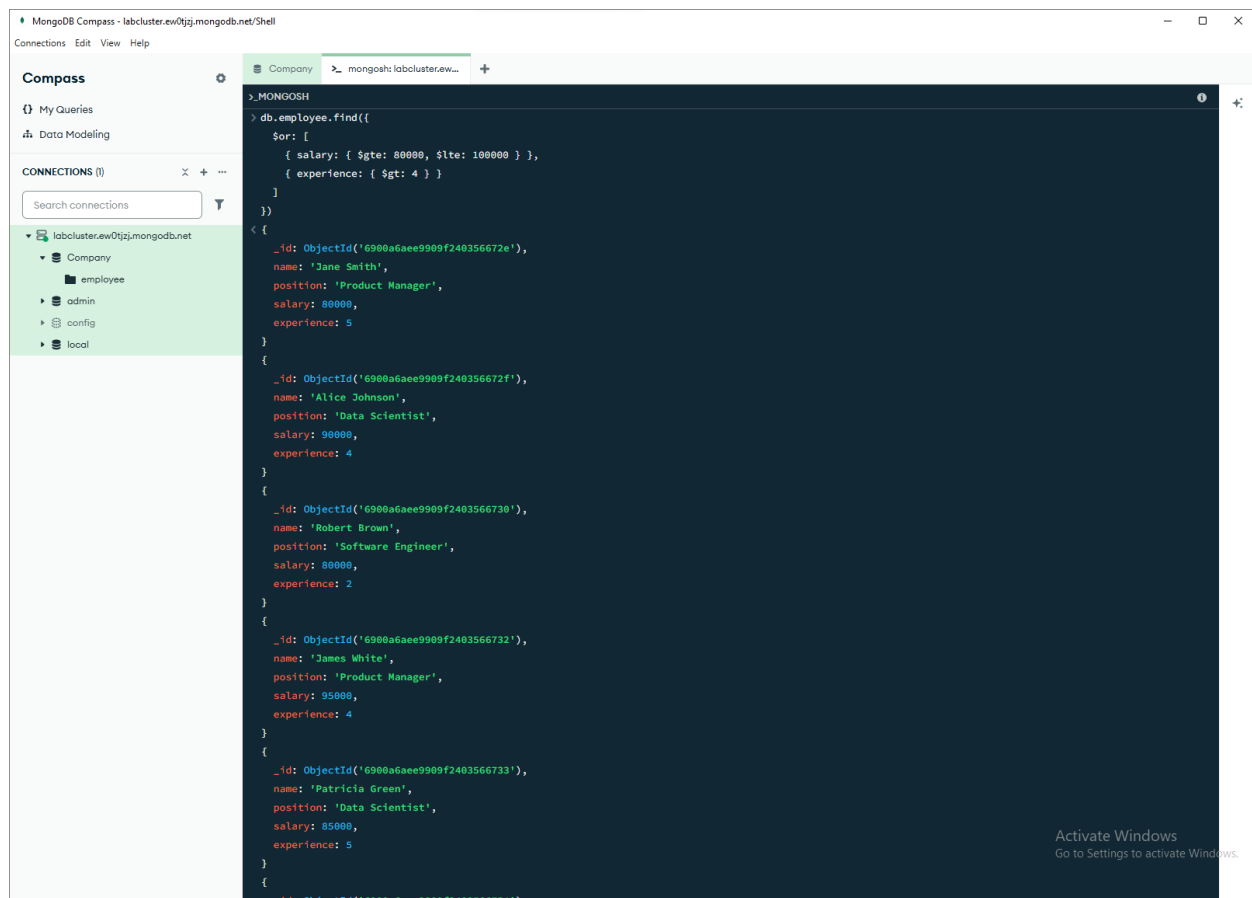 MongoDB Compass - labcluster.ew0tjzj.mongodb.net/Shell
Connections Edit View Help
Compass
My Queries
Data Modeling
CONNECTIONS (1)
Search connections
labcluster.ew0tjzj.mongodb.net
Company
employee
admin
config
local
Company
>_ mongosh: labcluster.ew...
>_MONGOSH
> db.employee.find({
$or: [
{ salary: { $gte: 80000, $lte: 100000 } },
{ experience: { $gt: 4 } }
]
})
< {
_id: ObjectId('6900a6aee9909f240356672e'),
name: 'Jane Smith',
position: 'Product Manager',
salary: 80000,
experience: 5
}
{
_id: ObjectId('6900a6aee9909f240356672f'),
name: 'Alice Johnson',
position: 'Data Scientist',
salary: 90000,
experience: 4
}
{
_id: ObjectId('6900a6aee9909f2403566730'),
name: 'Robert Brown',
position: 'Software Engineer',
salary: 80000,
experience: 2
}
{
_id: ObjectId('6900a6aee9909f2403566732'),
name: 'James White',
position: 'Product Manager',
salary: 95000,
experience: 4
}
{
_id: ObjectId('6900a6aee9909f2403566733'),
name: 'Patricia Green',
position: 'Data Scientist',
salary: 85000,
experience: 5
}
{
Activate Windows
Go to Settings to activate Windows.